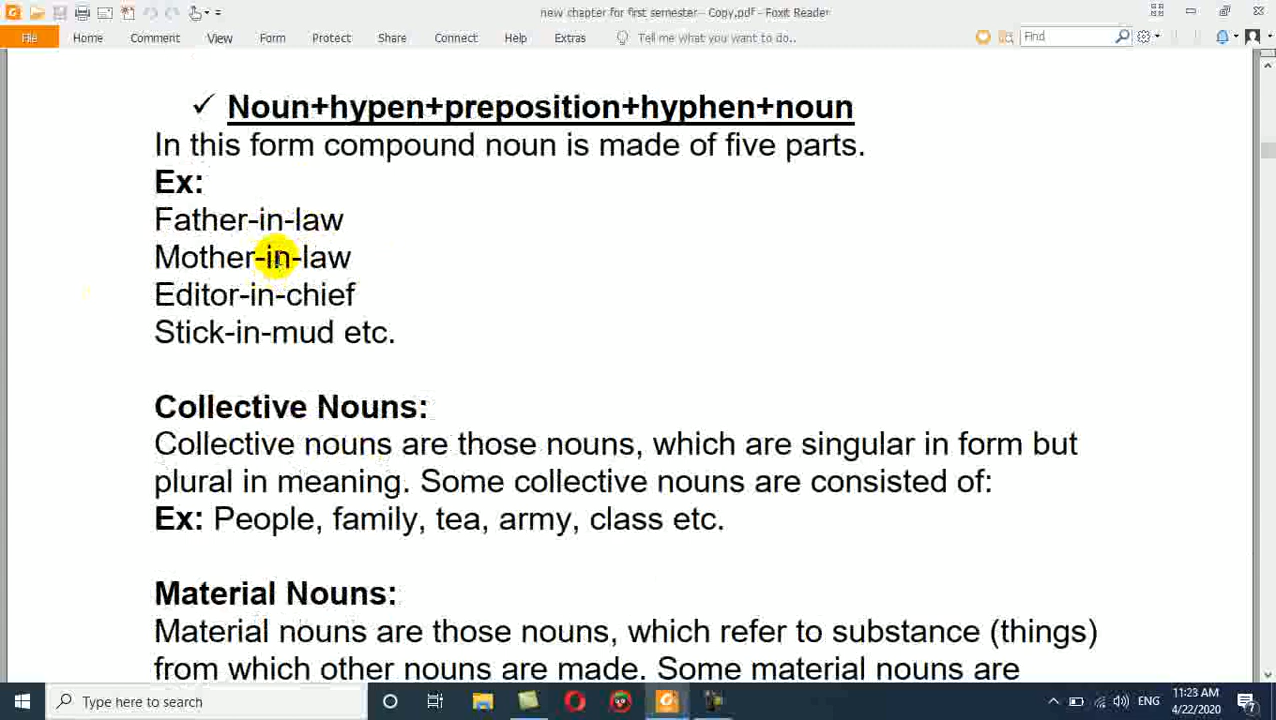 new chapter for first semester-- Copy.pdf - Foxit Reader
File Home Comment View Form Protect Share Connect Help Extras Tell me what you want to do.. Find
✓ Noun+hypen+preposition+hyphen+noun
In this form compound noun is made of five parts.
Ex:
Father-in-law
Mother-in-law
Editor-in-chief
Stick-in-mud etc.
Collective Nouns:
Collective nouns are those nouns, which are singular in form but
plural in meaning. Some collective nouns are consisted of:
Ex: People, family, tea, army, class etc.
Material Nouns:
Material nouns are those nouns, which refer to substance (things)
from which other nouns are made. Some material nouns are
Type here to search
ENG
11:23 AM
4/22/2020
7